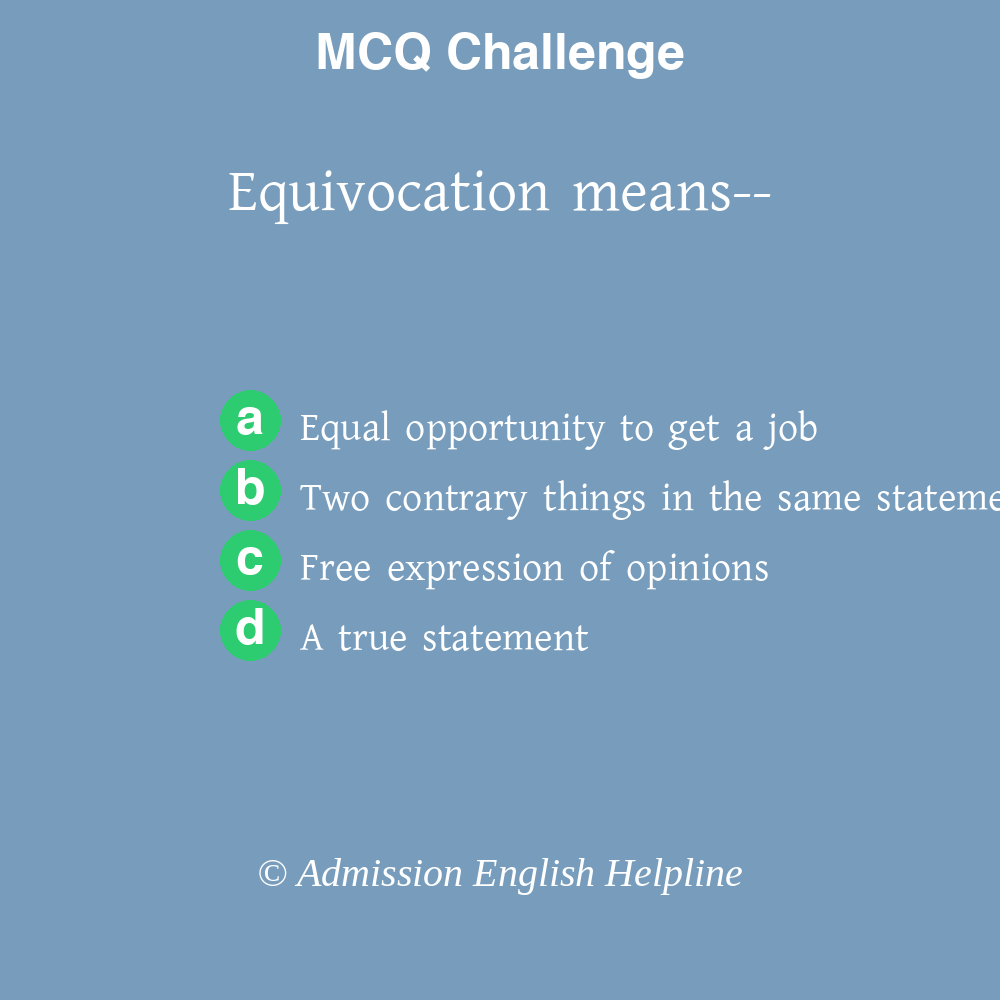 MCQ Challenge
Equivocation means--
a Equal opportunity to get a job
b Two contrary things in the same stateme
c Free expression of opinions
d A true statement
© Admission English Helpline